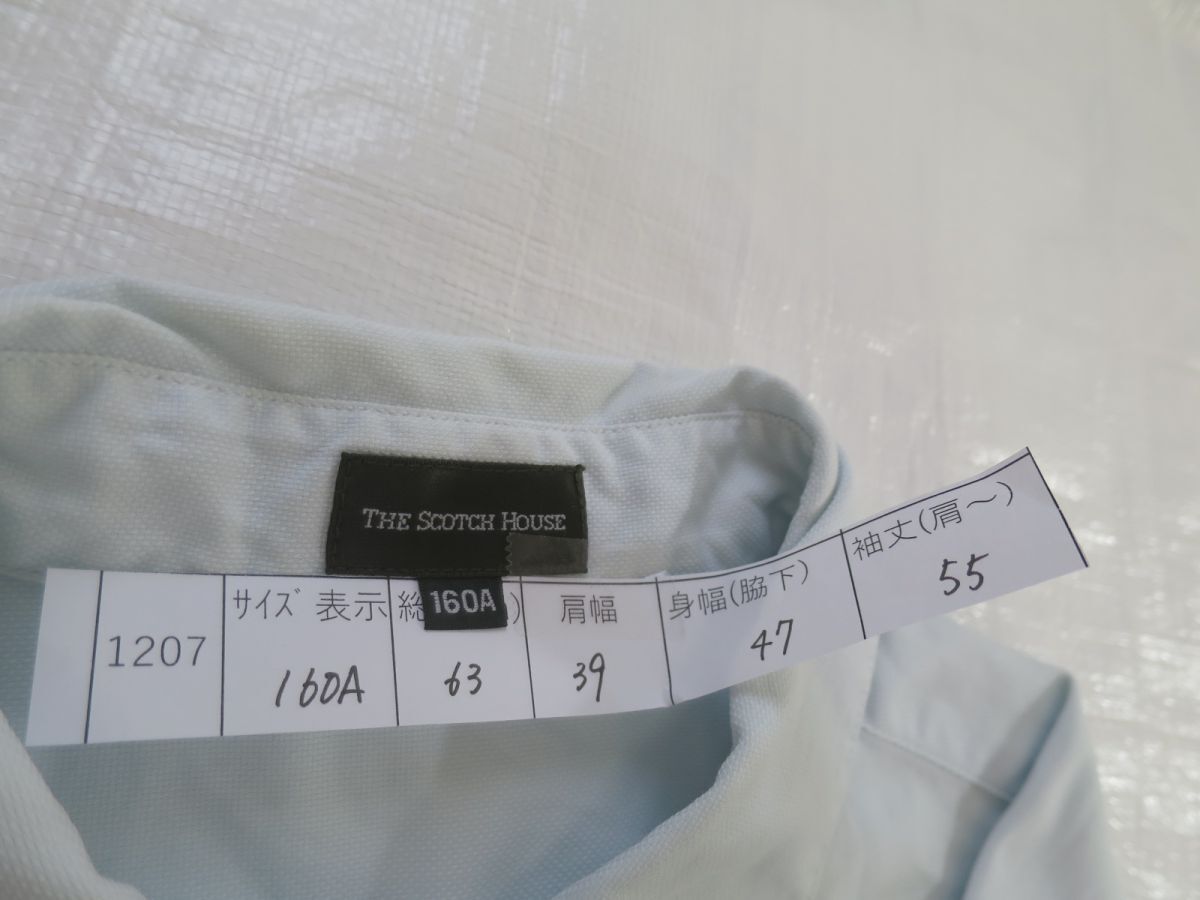 THE SCOTCH HOUSE
160A
1207
サイズ 表示
160A
総
)
63
肩幅
39
身幅(脇下)
47
袖丈(肩～)
55